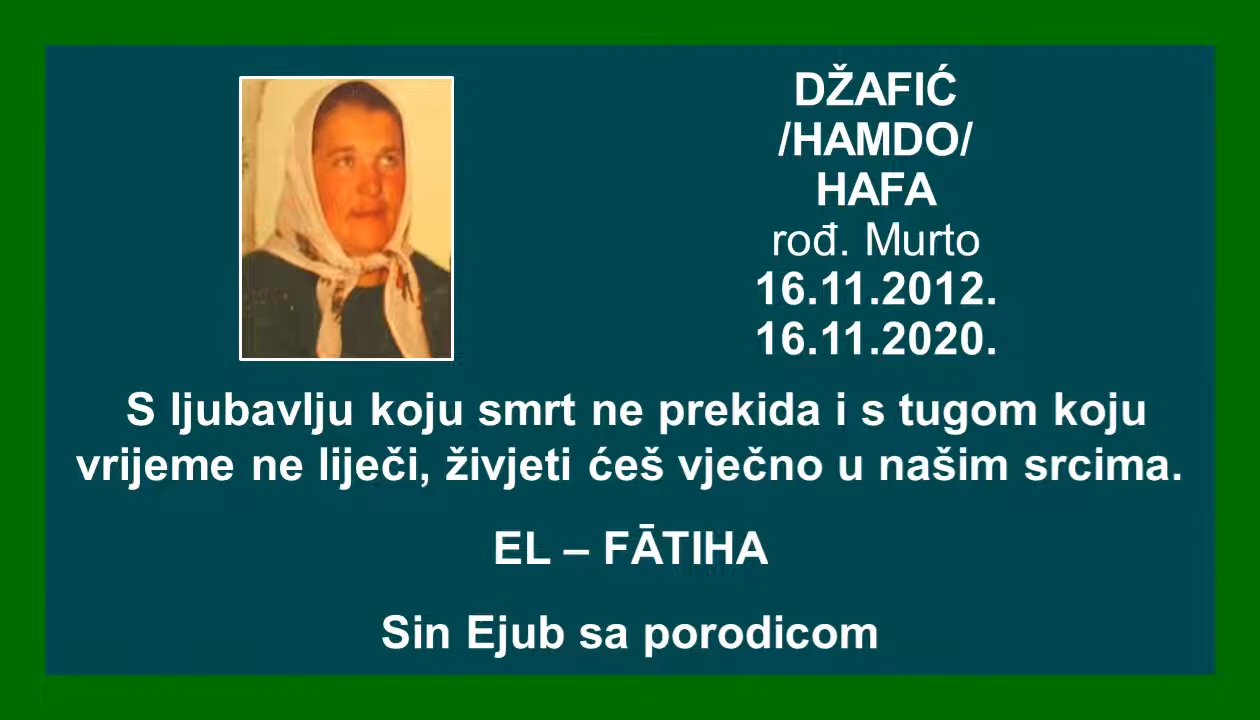 DŽAFIĆ
/HAMDO/
HAFA
rođ. Murto
16.11.2012.
16.11.2020.
S ljubavlju koju smrt ne prekida i s tugom koju
vrijeme ne liječi, živjeti ćeš vječno u našim srcima.
EL – FĀTIHA
Sin Ejub sa porodicom